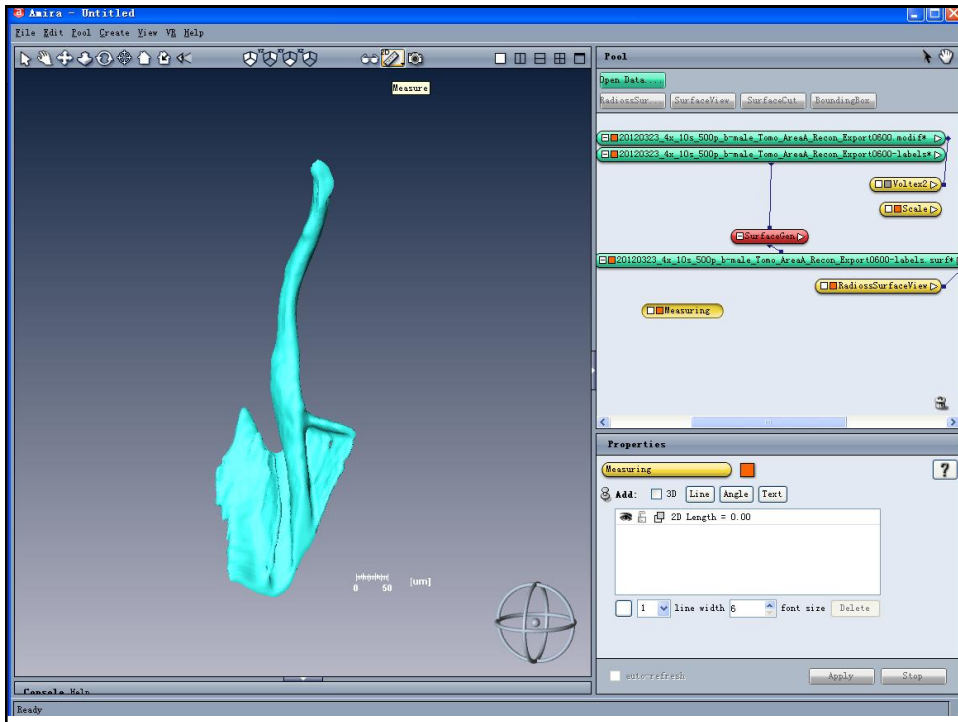 Amira - Untitled
File Edit Pool Create View VR Help
2D
Measure
Pool
Open Data...
RadiossSur... SurfaceView SurfaceCut BoundingBox
20120323_4x_10s_500p_b-male_Tomo_AreaA_Recon_Export0600.modif*
20120323_4x_10s_500p_b-male_Tomo_AreaA_Recon_Export0600-labels*
Voltex2
Scale
SurfaceGen
20120323_4x_10s_500p_b-male_Tomo_AreaA_Recon_Export0600-labels.surf*
RadiossSurfaceView
Measuring
Properties
Measuring ?
Add: 3D Line Angle Text
2D Length = 0.00
1 line width 6 font size Delete
auto-refresh Apply Stop
0 50 [um]
Console Help
Ready